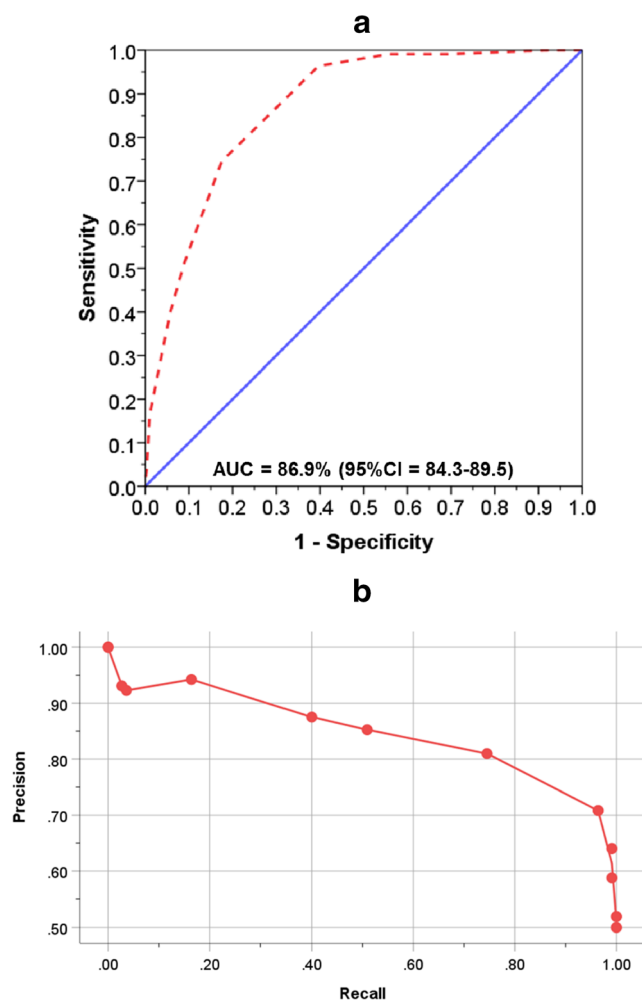 a
1.0
0.9
0.8
0.7
0.6
0.5
0.4
0.3
0.2
0.1
0.0
Sensitivity
AUC = 86.9% (95%CI = 84.3-89.5)
0.0 0.1 0.2 0.3 0.4 0.5 0.6 0.7 0.8 0.9 1.0
1 - Specificity
b
1.00
.90
.80
.70
.60
.50
Precision
.00 .20 .40 .60 .80 1.00
Recall